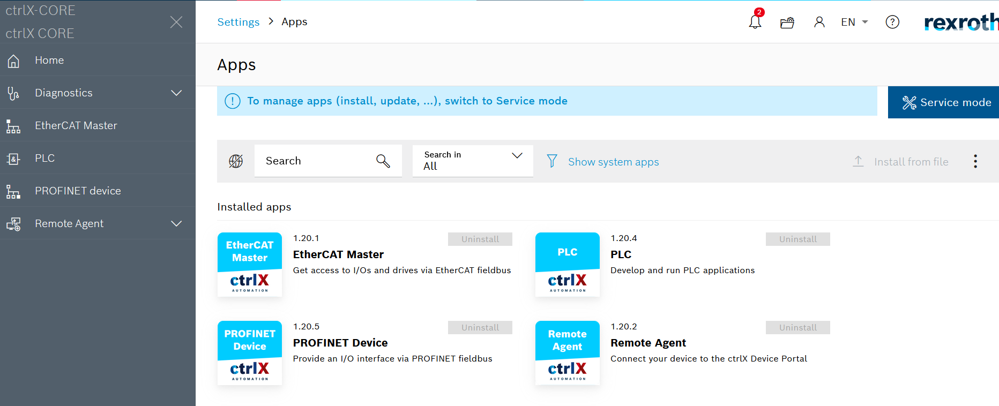 ctrlX-CORE
ctrlX CORE
Home
Diagnostics
EtherCAT Master
PLC
PROFINET device
Remote Agent
Settings > Apps
2
EN
?
rexroth
Apps
! To manage apps (install, update, ...), switch to Service mode
Service mode
Search
Search in
All
Show system apps
Install from file
Installed apps
EtherCAT
Master
ctrlX
AUTOMATION
1.20.1
Uninstall
EtherCAT Master
Get access to I/Os and drives via EtherCAT fieldbus
PLC
ctrlX
AUTOMATION
1.20.4
Uninstall
PLC
Develop and run PLC applications
PROFINET
Device
ctrlX
AUTOMATION
1.20.5
Uninstall
PROFINET Device
Provide an I/O interface via PROFINET fieldbus
Remote
Agent
ctrlX
AUTOMATION
1.20.2
Uninstall
Remote Agent
Connect your device to the ctrlX Device Portal